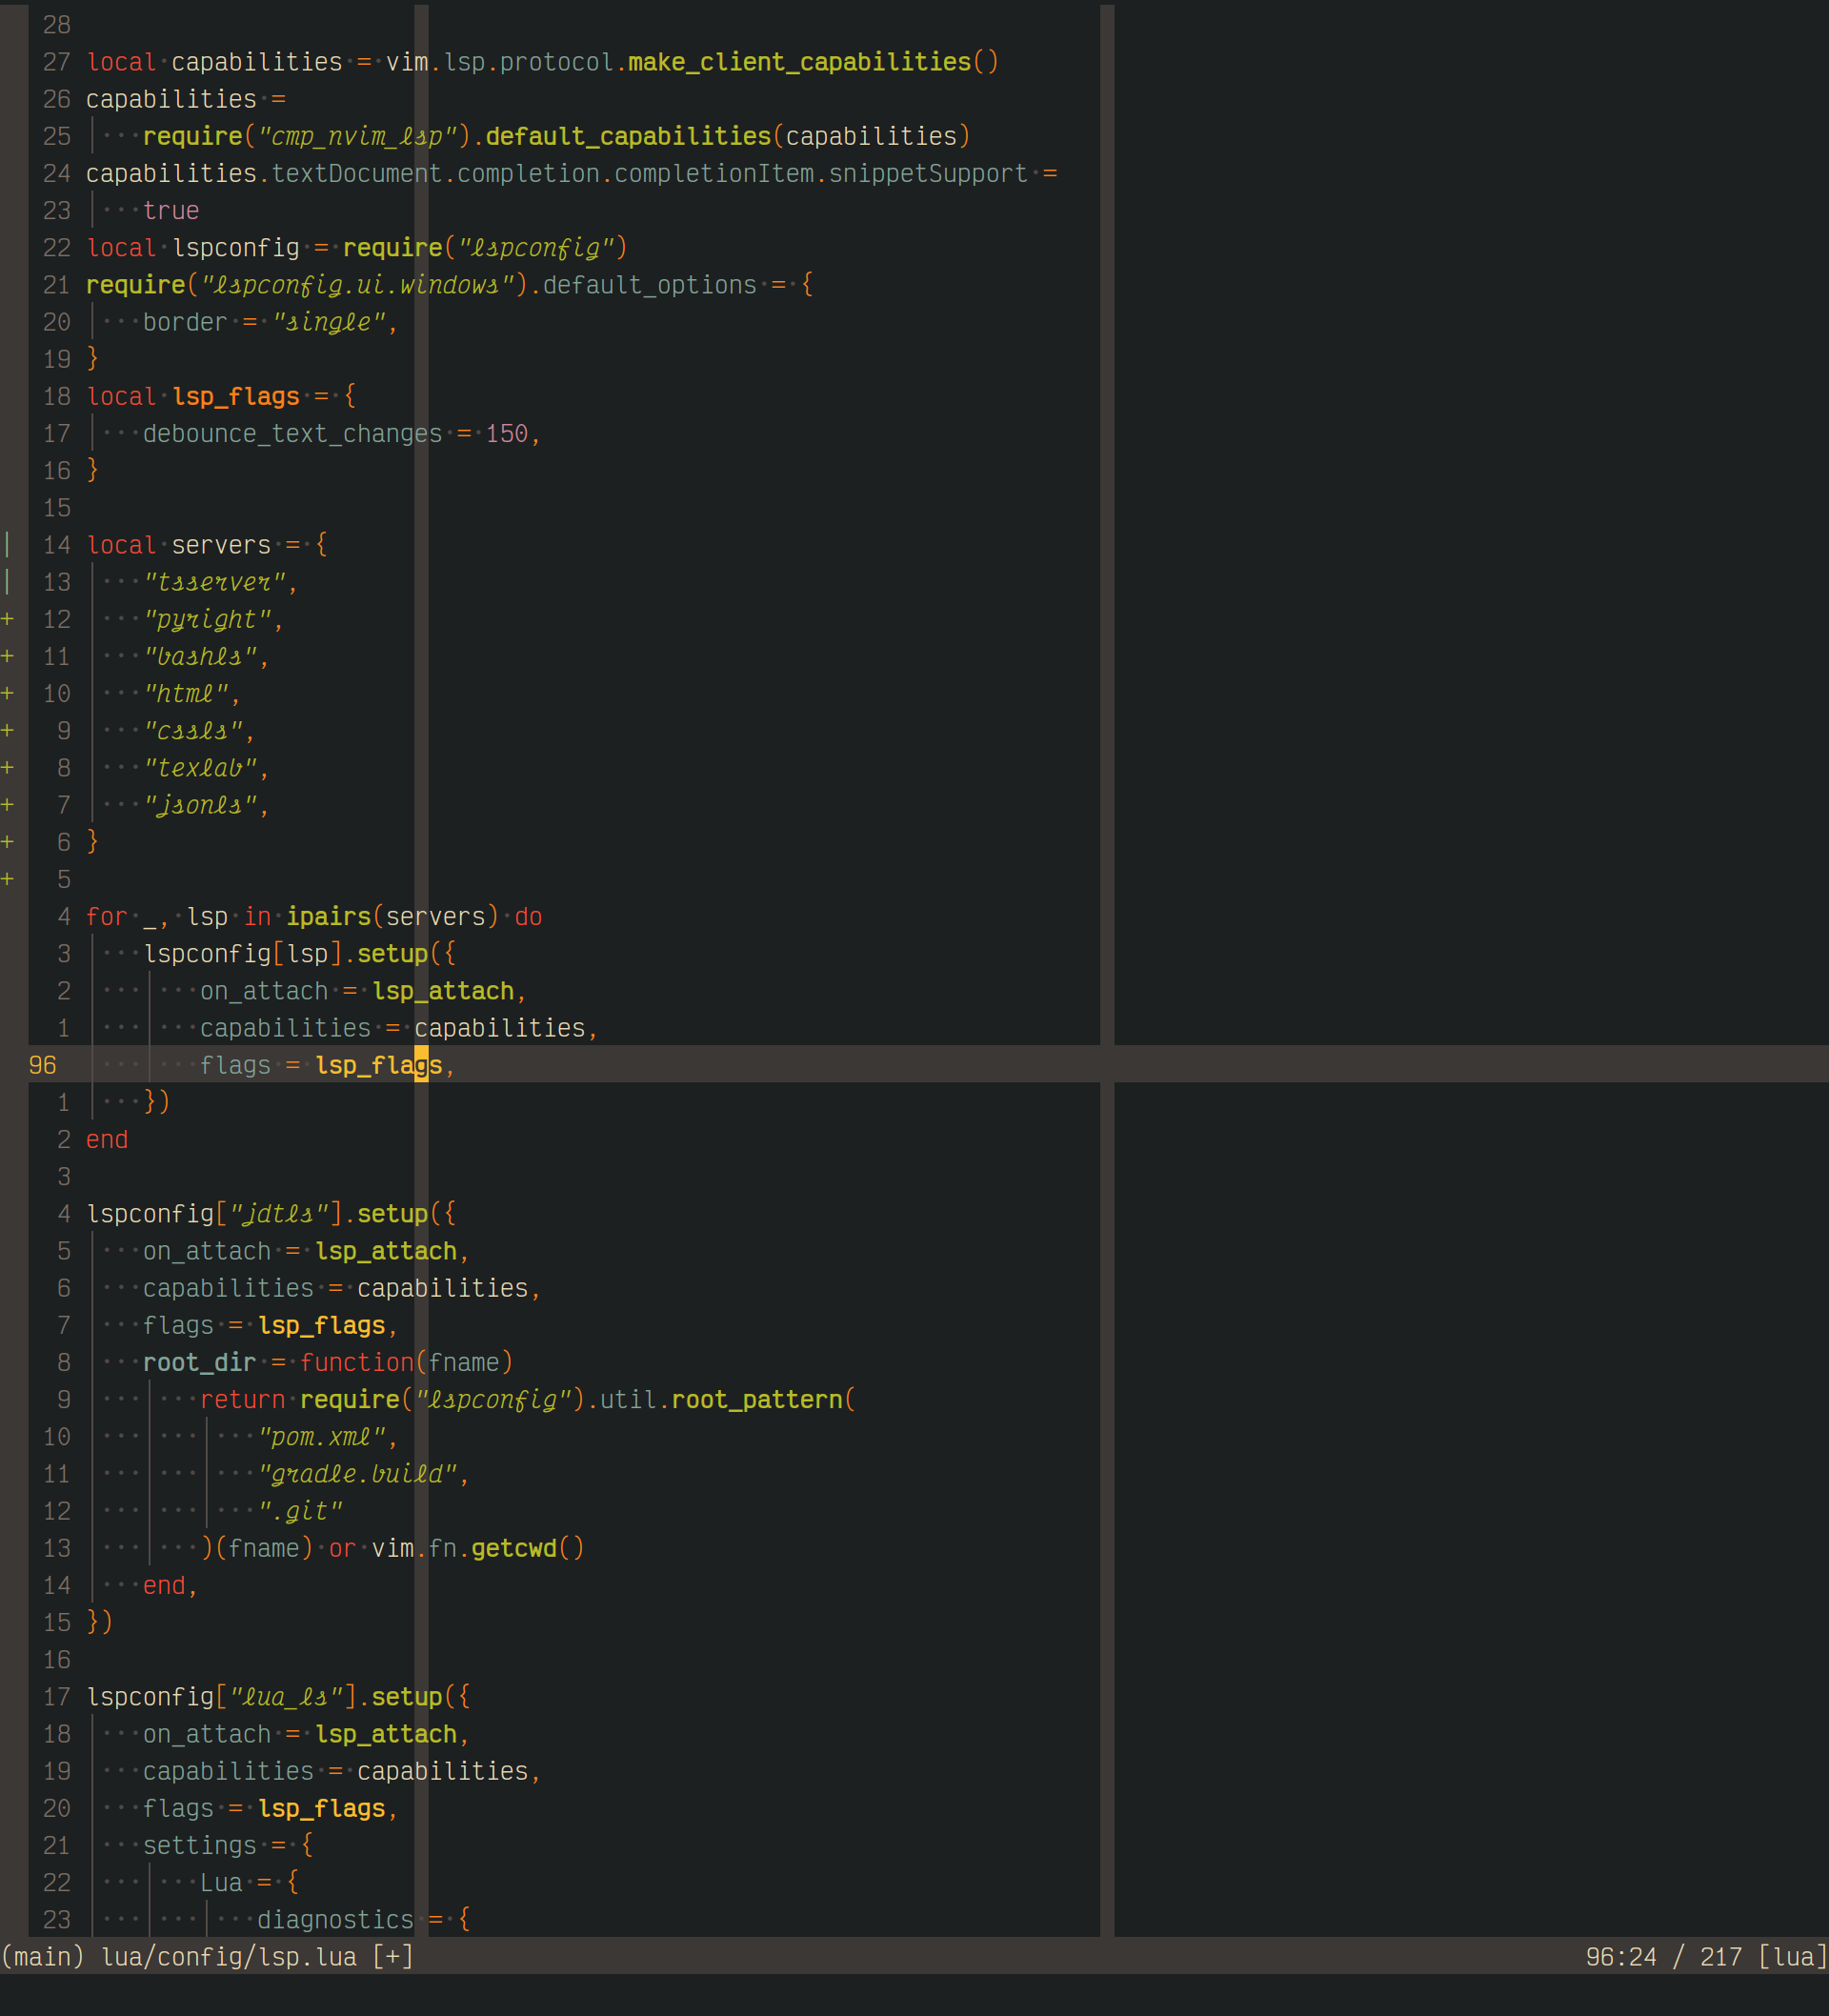 28
27 local capabilities = vim.lsp.protocol.make_client_capabilities()
26 capabilities =
25 │···require("cmp_nvim_lsp").default_capabilities(capabilities)
24 capabilities.textDocument.completion.completionItem.snippetSupport =
23 │···true
22 local·lspconfig·=·require("lspconfig")
21 require("lspconfig.ui.windows").default_options·=·{
20 │···border·=·"single",
19 }
18 local·lsp_flags·=·{
17 │···debounce_text_changes·=·150,
16 }
15
│ 14 local·servers·=·{
│ 13 │···"tsserver",
+ 12 │···"pyright",
+ 11 │···"bashls",
+ 10 │···"html",
+ 9 │···"cssls",
+ 8 │···"texlab",
+ 7 │···"jsonls",
+ 6 }
+ 5
4 for·_,·lsp·in·ipairs(servers)·do
3 │···lspconfig[lsp].setup({
2 │···│···on_attach·=·lsp_attach,
1 │···│···capabilities·=·capabilities,
96 │···│···flags·=·lsp_flags,
1 │···})
2 end
3
4 lspconfig["jdtls"].setup({
5 │···on_attach·=·lsp_attach,
6 │···capabilities·=·capabilities,
7 │···flags·=·lsp_flags,
8 │···root_dir·=·function(fname)
9 │···│···return·require("lspconfig").util.root_pattern(
10 │···│···│···"pom.xml",
11 │···│···│···"gradle.build",
12 │···│···│···".git"
13 │···│···)(fname)·or·vim.fn.getcwd()
14 │···end,
15 })
16
17 lspconfig["lua_ls"].setup({
18 │···on_attach·=·lsp_attach,
19 │···capabilities·=·capabilities,
20 │···flags·=·lsp_flags,
21 │···settings·=·{
22 │···│···Lua·=·{
23 │···│···│···diagnostics·=·{
(main) lua/config/lsp.lua [+] 96:24 / 217 [lua]